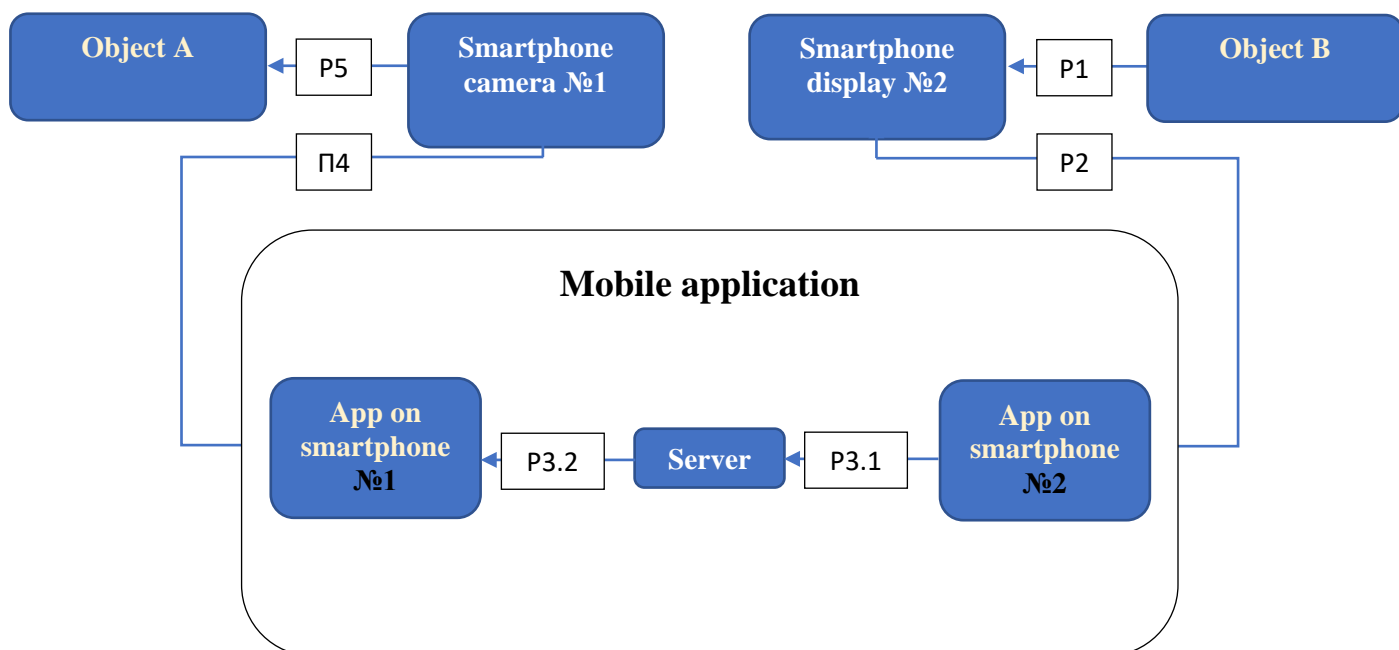 Object A
P5
Smartphone
camera №1
Smartphone
display №2
P1
Object B
П4
P2
Mobile application
App on
smartphone
№1
P3.2
Server
P3.1
App on
smartphone
№2